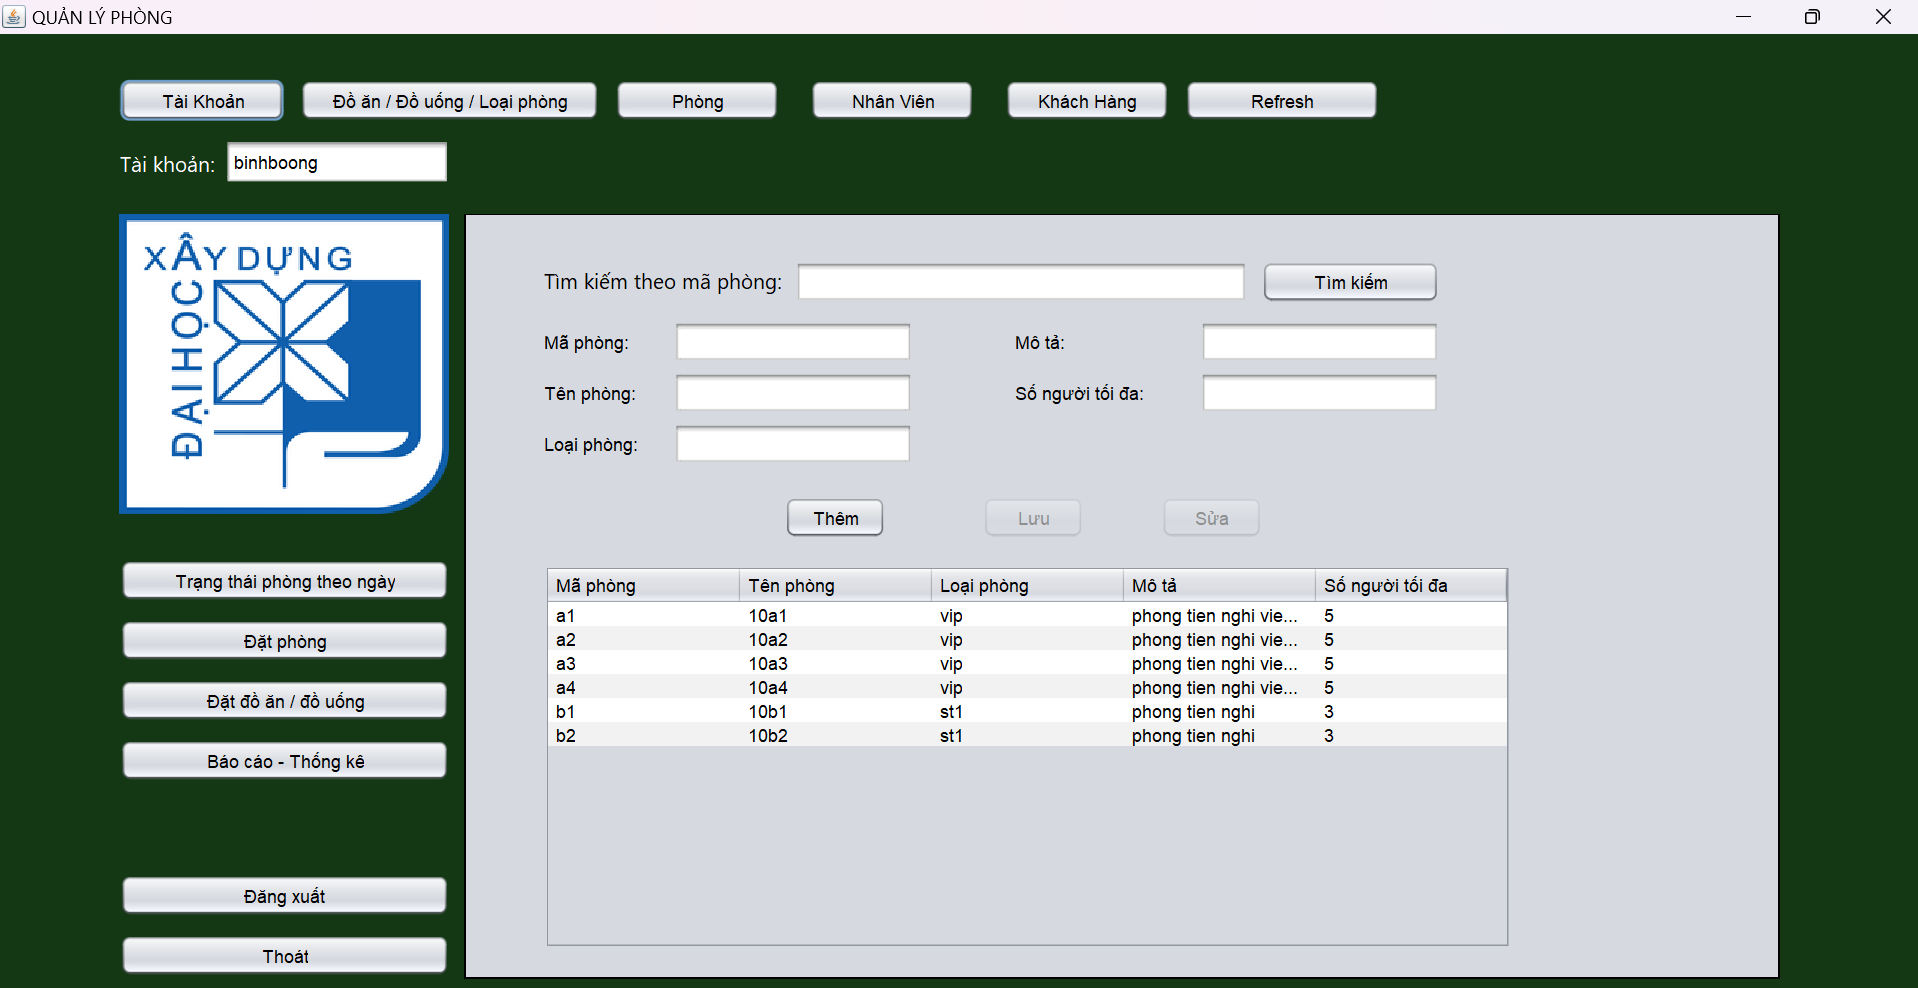 QUẢN LÝ PHÒNG
Tài Khoản
Đồ ăn / Đồ uống / Loại phòng
Phòng
Nhân Viên
Khách Hàng
Refresh
Tài khoản: binhboong
XÂY DỰNG
ĐẠI HỌC
Trạng thái phòng theo ngày
Đặt phòng
Đặt đồ ăn / đồ uống
Báo cáo - Thống kê
Đăng xuất
Thoát
Tìm kiếm theo mã phòng: Tìm kiếm
Mã phòng: Mô tả:
Tên phòng: Số người tối đa:
Loại phòng:
Thêm Lưu Sửa
Mã phòng Tên phòng Loại phòng Mô tả Số người tối đa
a1 10a1 vip phong tien nghi vie... 5
a2 10a2 vip phong tien nghi vie... 5
a3 10a3 vip phong tien nghi vie... 5
a4 10a4 vip phong tien nghi vie... 5
b1 10b1 st1 phong tien nghi 3
b2 10b2 st1 phong tien nghi 3